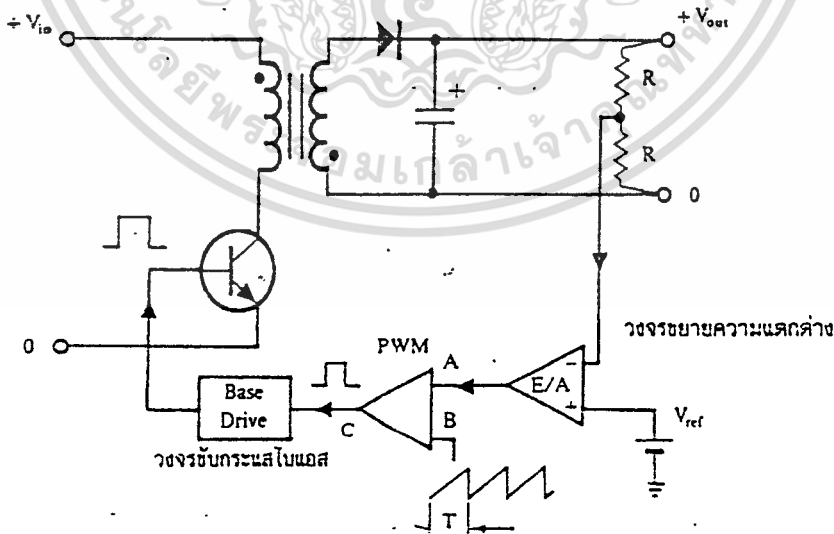 + Vin
+ Vout
R
R
0
0
วงจรขยายความแตกต่าง
PWM
A
E/A
−
+
B
C
Base
Drive
Vref
วงจรขับกระแสไบแอส
T